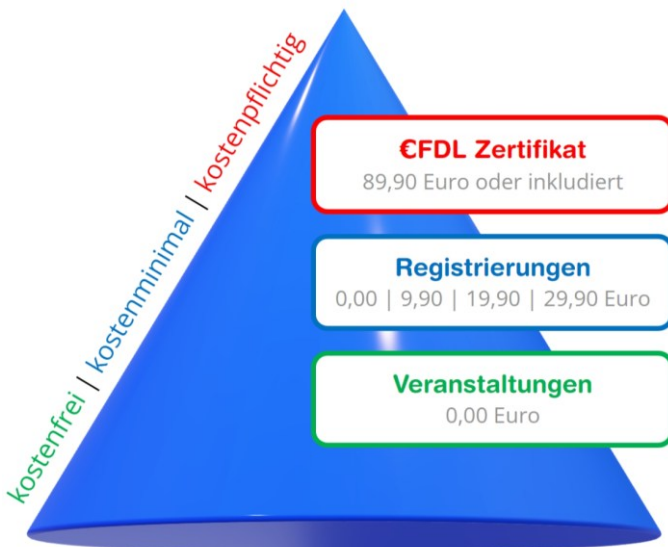 kostenfrei | kostenminimal | kostenpflichtig
€FDL Zertifikat
89,90 Euro oder inkludiert
Registrierungen
0,00 | 9,90 | 19,90 | 29,90 Euro
Veranstaltungen
0,00 Euro